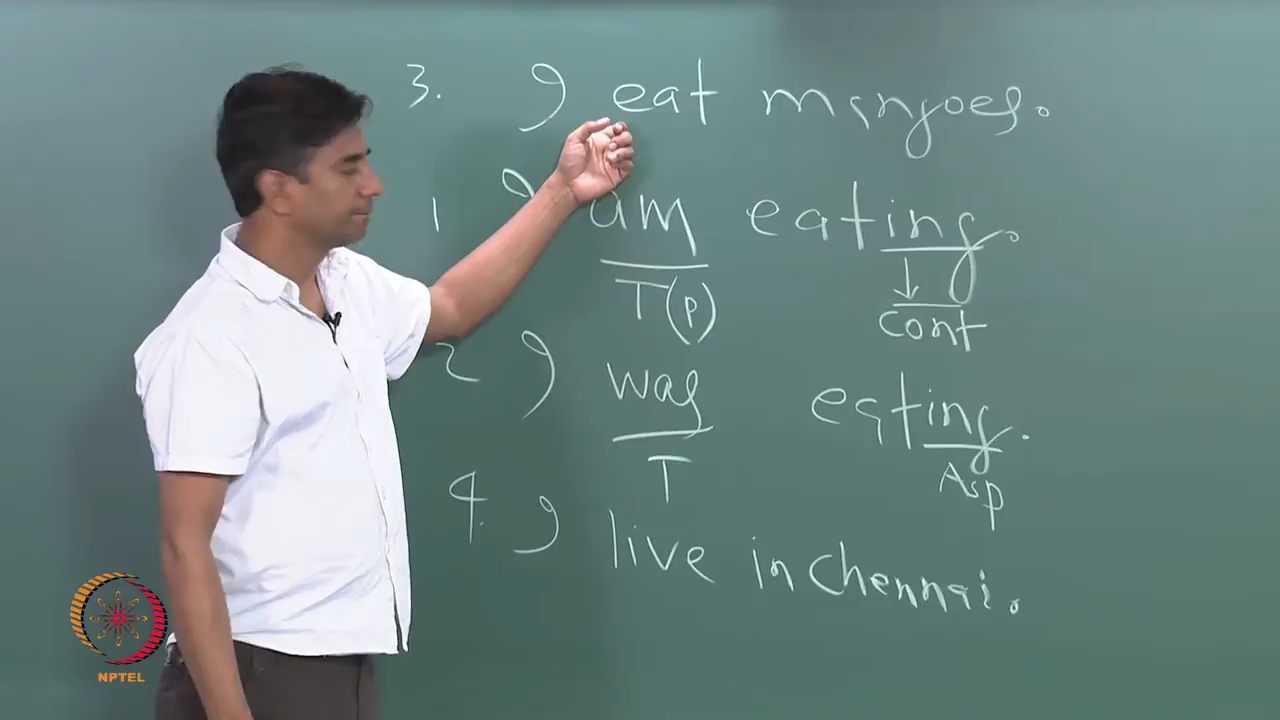 3. I eat mangoes.
1 I am eating.
T(P) cont
2 I was eating.
T Asp
4. I live in Chennai.
NPTEL